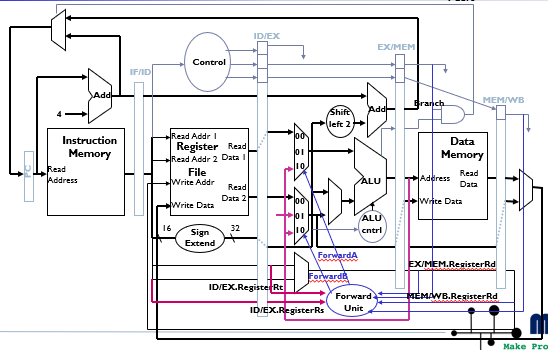 ID/EX
EX/MEM
IF/ID
Control
MEM/WB
Add
4
Shift
left 2
Add
Branch
Instruction
Memory
Read Addr 1
Register
Read
Data 1
Read Addr 2
File
Write Addr
Read
Data 2
Write Data
PC
Read
Address
00
01
10
00
01
10
ALU
ALU
cntrl
Data
Memory
Address
Read
Data
Write Data
16
Sign
Extend
32
ForwardA
ForwardB
EX/MEM.RegisterRd
ID/EX.RegisterRt
MEM/WB.RegisterRd
ID/EX.RegisterRs
Forward
Unit
Make Pro